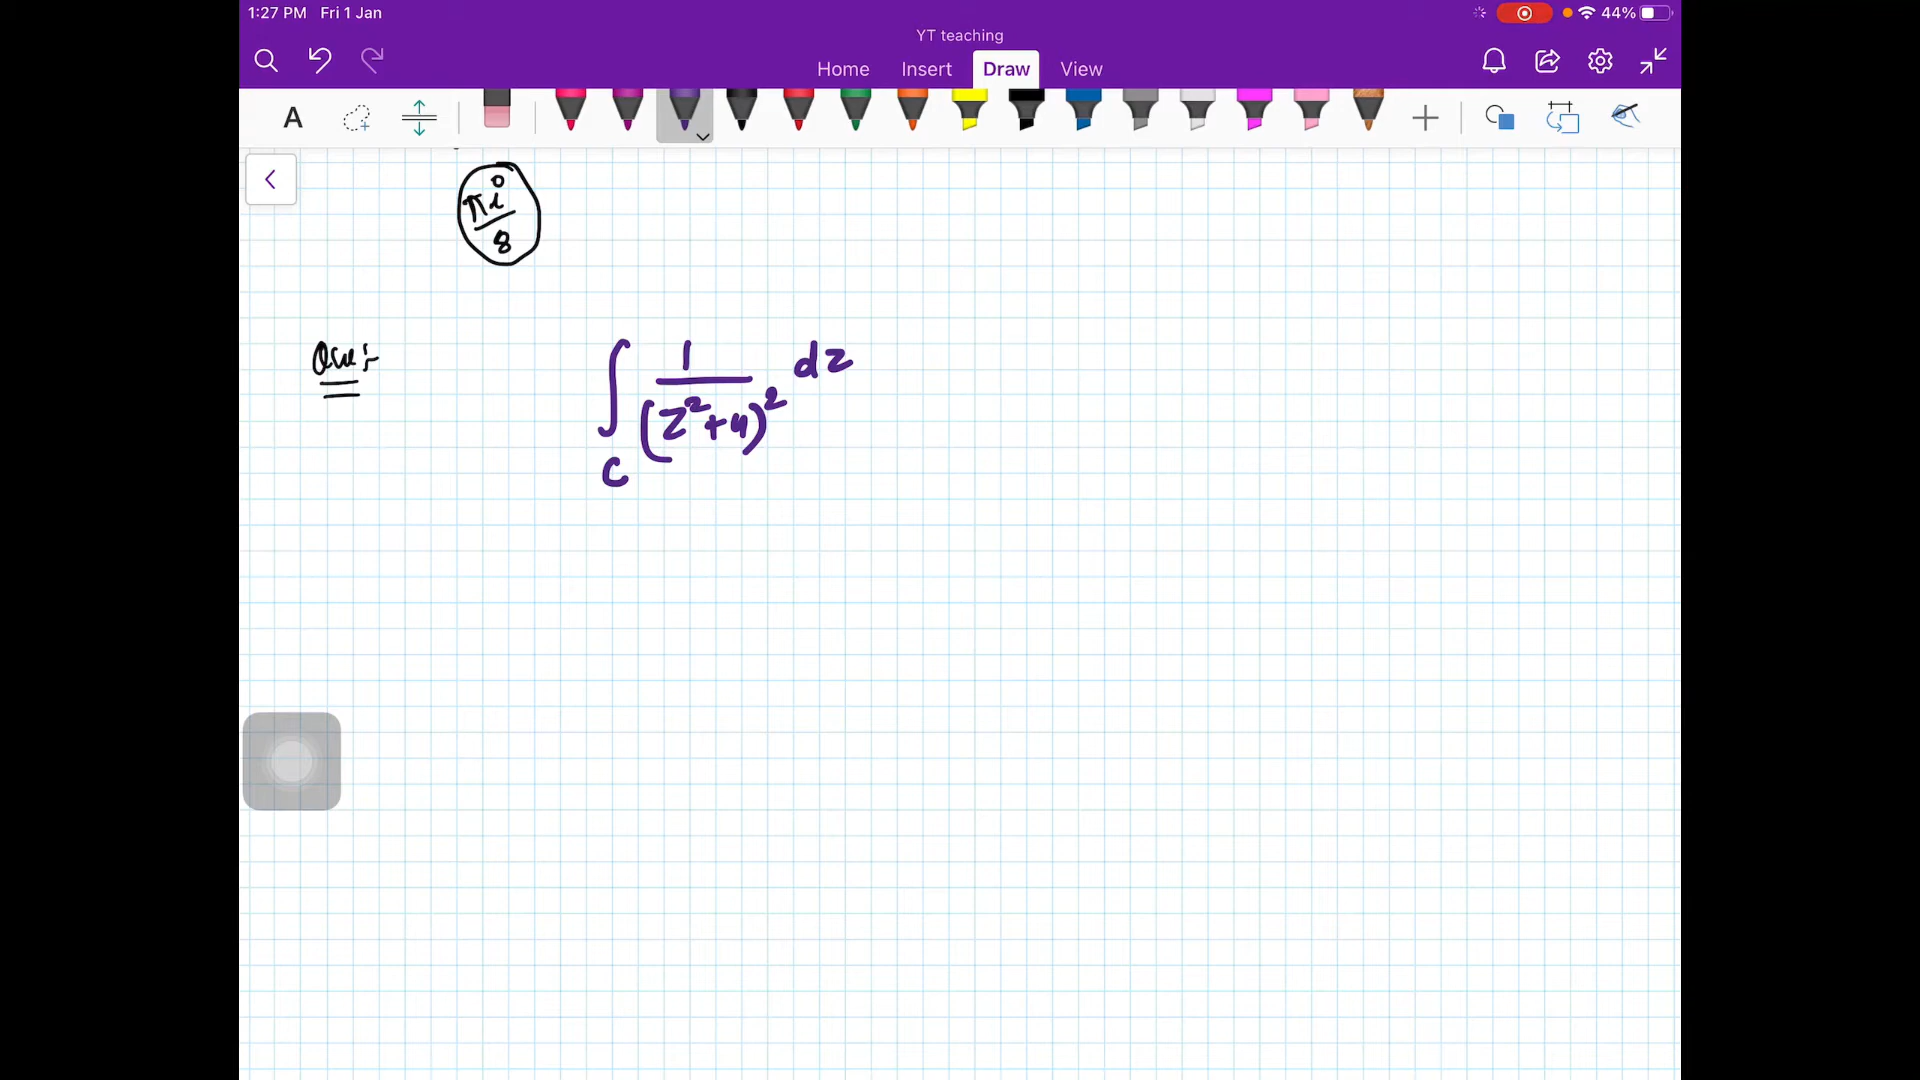 1:27 PM Fri 1 Jan
44%
YT teaching
Home Insert Draw View
A
πi/8
Que:-
∫_C 1/(z²+4)² dz